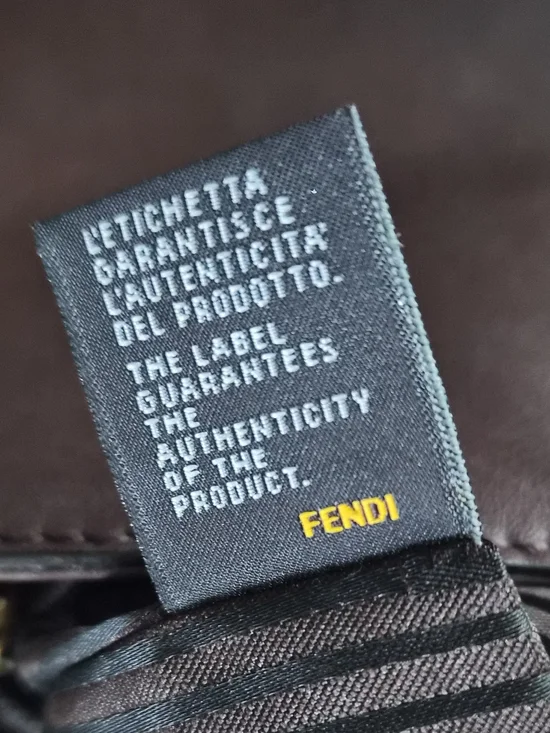 L'ETICHETTA
GARANTISCE
L'AUTENTICITA'
DEL PRODOTTO.
THE LABEL
GUARANTEES
THE
AUTHENTICITY
OF THE
PRODUCT.
FENDI